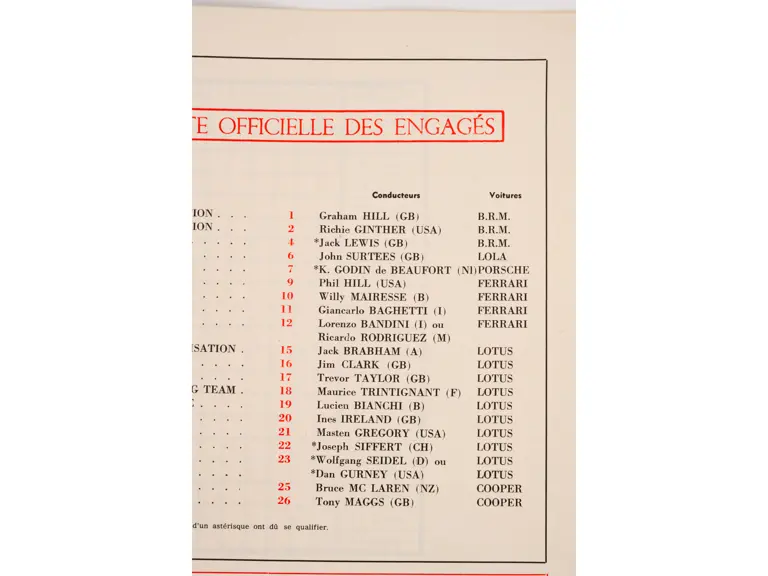 TE OFFICIELLE DES ENGAGÉS
Conducteurs Voitures
ION . . . 1 Graham HILL (GB) B.R.M.
ION . . . 2 Richie GINTHER (USA) B.R.M.
. . . . . 4 *Jack LEWIS (GB) B.R.M.
. . . . . 6 John SURTEES (GB) LOLA
. . . . . 7 *K. GODIN de BEAUFORT (Nl) PORSCHE
. . . . . 9 Phil HILL (USA) FERRARI
. . . . . 10 Willy MAIRESSE (B) FERRARI
. . . . . 11 Giancarlo BAGHETTI (I) FERRARI
. . . . . 12 Lorenzo BANDINI (I) ou FERRARI
Ricardo RODRIGUEZ (M)
ISATION . 15 Jack BRABHAM (A) LOTUS
. . . . . 16 Jim CLARK (GB) LOTUS
. . . . . 17 Trevor TAYLOR (GB) LOTUS
G TEAM . 18 Maurice TRINTIGNANT (F) LOTUS
. . . . 19 Lucien BIANCHI (B) LOTUS
. . . . . 20 Ines IRELAND (GB) LOTUS
. . . . . 21 Masten GREGORY (USA) LOTUS
. . . . . 22 *Joseph SIFFERT (CH) LOTUS
. . . . . 23 *Wolfgang SEIDEL (D) ou LOTUS
*Dan GURNEY (USA) LOTUS
. . . . . 25 Bruce MC LAREN (NZ) COOPER
. . . . . 26 Tony MAGGS (GB) COOPER
d'un astérisque ont dû se qualifier.